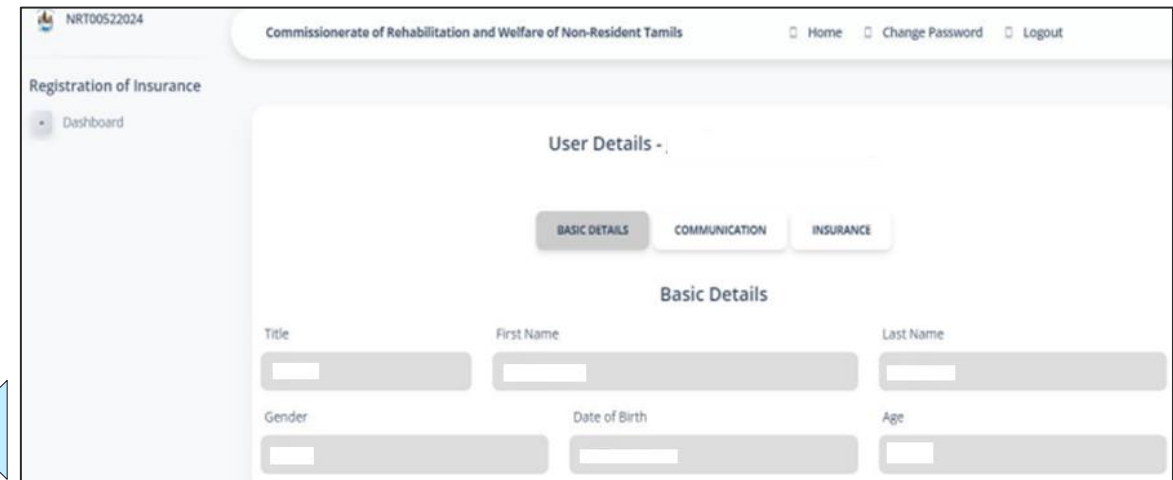 NRT00522024
Commissionerate of Rehabilitation and Welfare of Non-Resident Tamils Home Change Password Logout
Registration of Insurance
Dashboard
User Details -
BASIC DETAILS COMMUNICATION INSURANCE
Basic Details
Title First Name Last Name
Gender Date of Birth Age